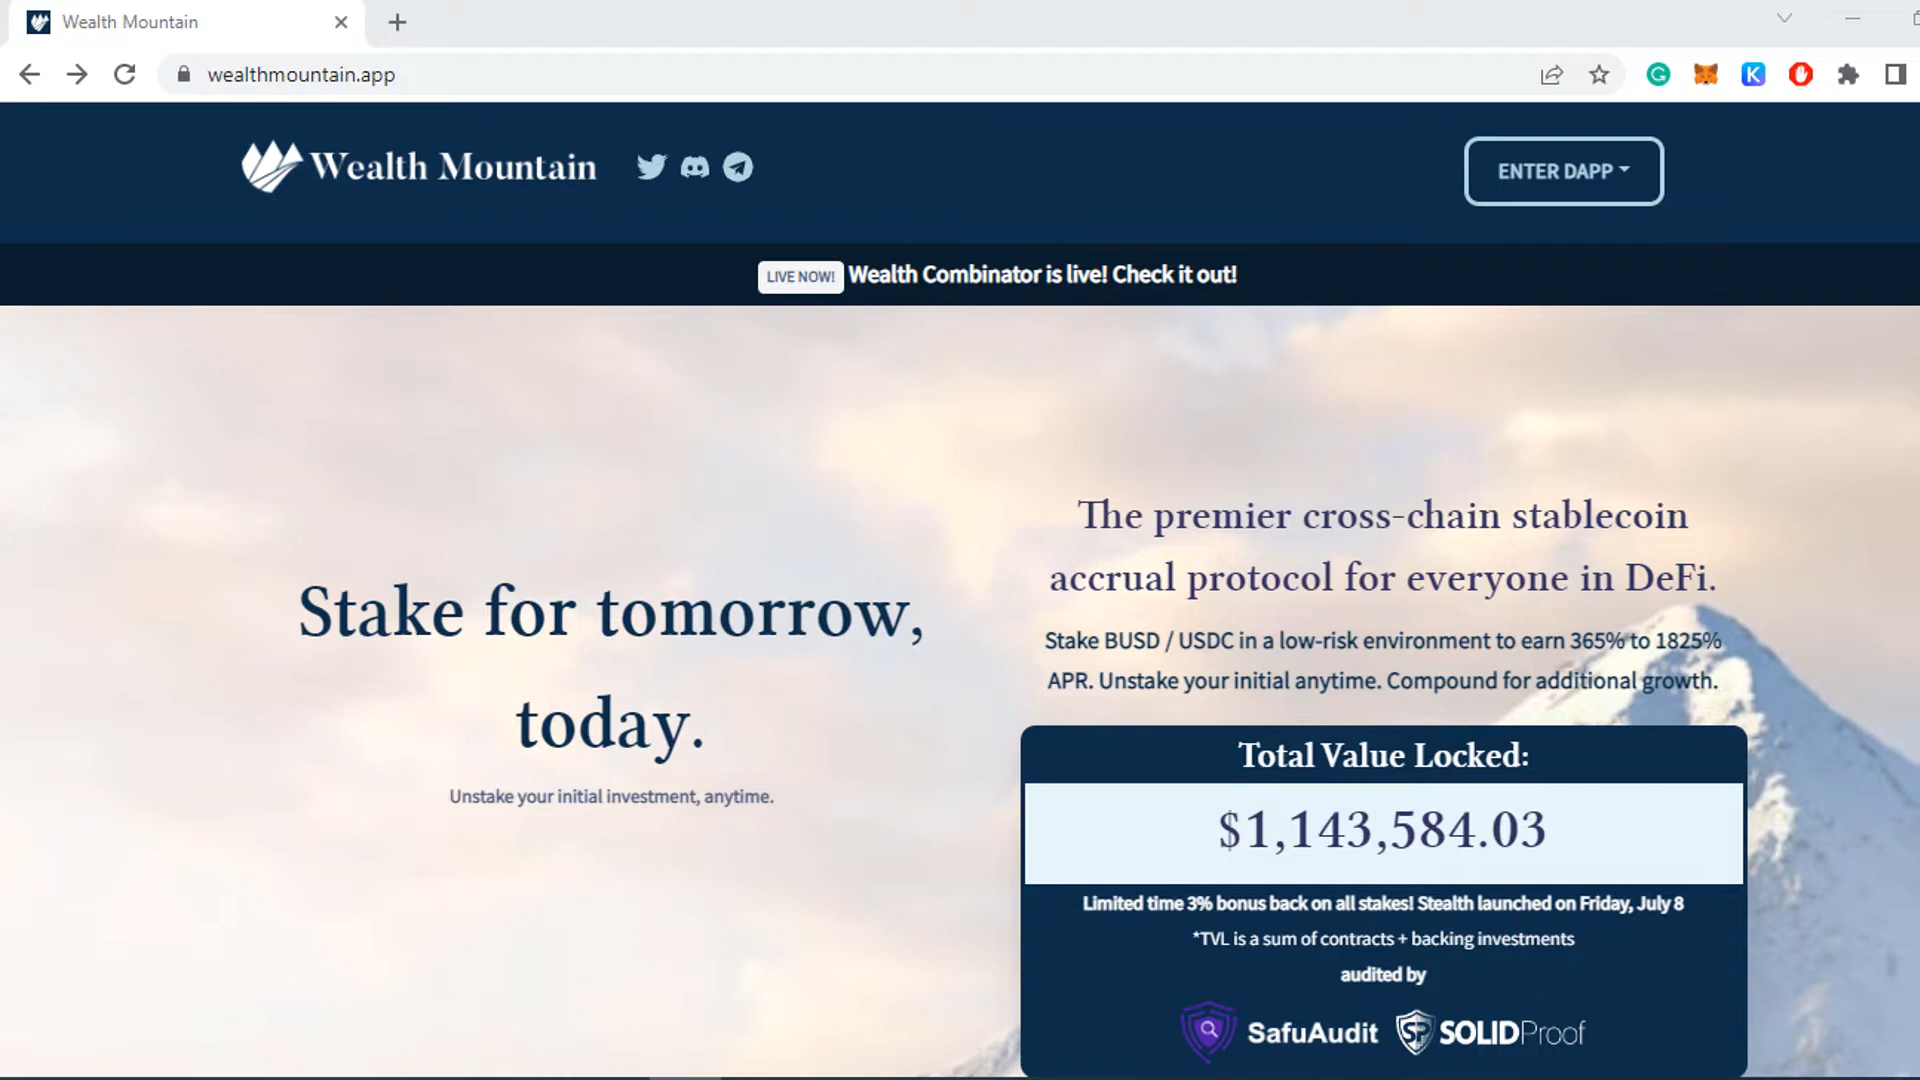 Wealth Mountain
wealthmountain.app
Wealth Mountain
ENTER DAPP
LIVE NOW! Wealth Combinator is live! Check it out!
Stake for tomorrow,
today.
Unstake your initial investment, anytime.
The premier cross-chain stablecoin
accrual protocol for everyone in DeFi.
Stake BUSD / USDC in a low-risk environment to earn 365% to 1825%
APR. Unstake your initial anytime. Compound for additional growth.
Total Value Locked:
$1,143,584.03
Limited time 3% bonus back on all stakes! Stealth launched on Friday, July 8
*TVL is a sum of contracts + backing investments
audited by
SafuAudit SOLIDProof